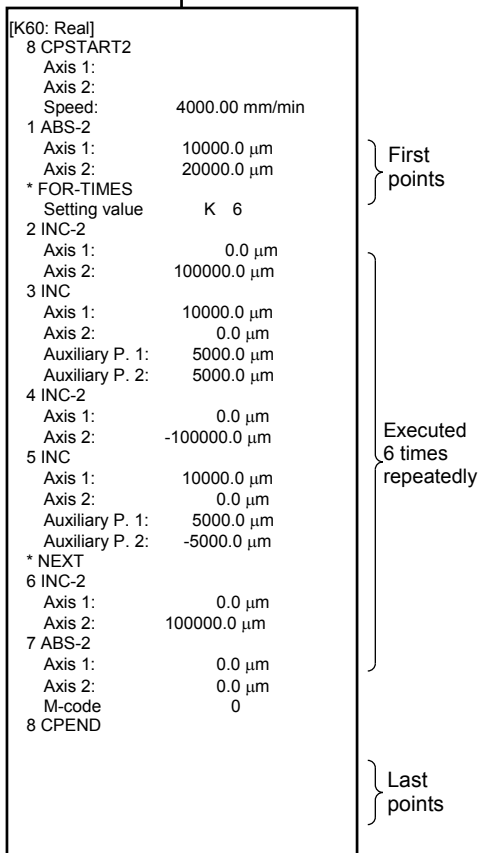 [K60: Real]
8 CPSTART2
Axis 1:
Axis 2:
Speed: 4000.00 mm/min
1 ABS-2
Axis 1: 10000.0 μm
Axis 2: 20000.0 μm
* FOR-TIMES
Setting value K 6
2 INC-2
Axis 1: 0.0 μm
Axis 2: 100000.0 μm
3 INC
Axis 1: 10000.0 μm
Axis 2: 0.0 μm
Auxiliary P. 1: 5000.0 μm
Auxiliary P. 2: 5000.0 μm
4 INC-2
Axis 1: 0.0 μm
Axis 2: -100000.0 μm
5 INC
Axis 1: 10000.0 μm
Axis 2: 0.0 μm
Auxiliary P. 1: 5000.0 μm
Auxiliary P. 2: -5000.0 μm
* NEXT
6 INC-2
Axis 1: 0.0 μm
Axis 2: 100000.0 μm
7 ABS-2
Axis 1: 0.0 μm
Axis 2: 0.0 μm
M-code 0
8 CPEND
First
points
Executed
6 times
repeatedly
Last
points